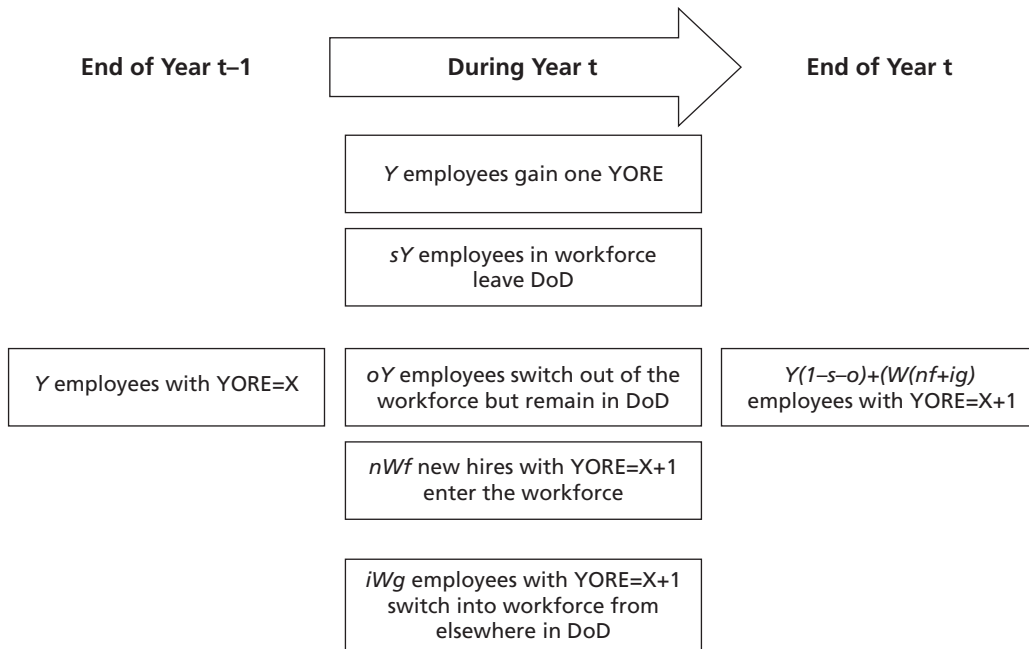 End of Year t–1
During Year t
End of Year t
Y employees gain one YORE
sY employees in workforce
leave DoD
Y employees with YORE=X
oY employees switch out of the
workforce but remain in DoD
Y(1–s–o)+(W(nf+ig)
employees with YORE=X+1
nWf new hires with YORE=X+1
enter the workforce
iWg employees with YORE=X+1
switch into workforce from
elsewhere in DoD